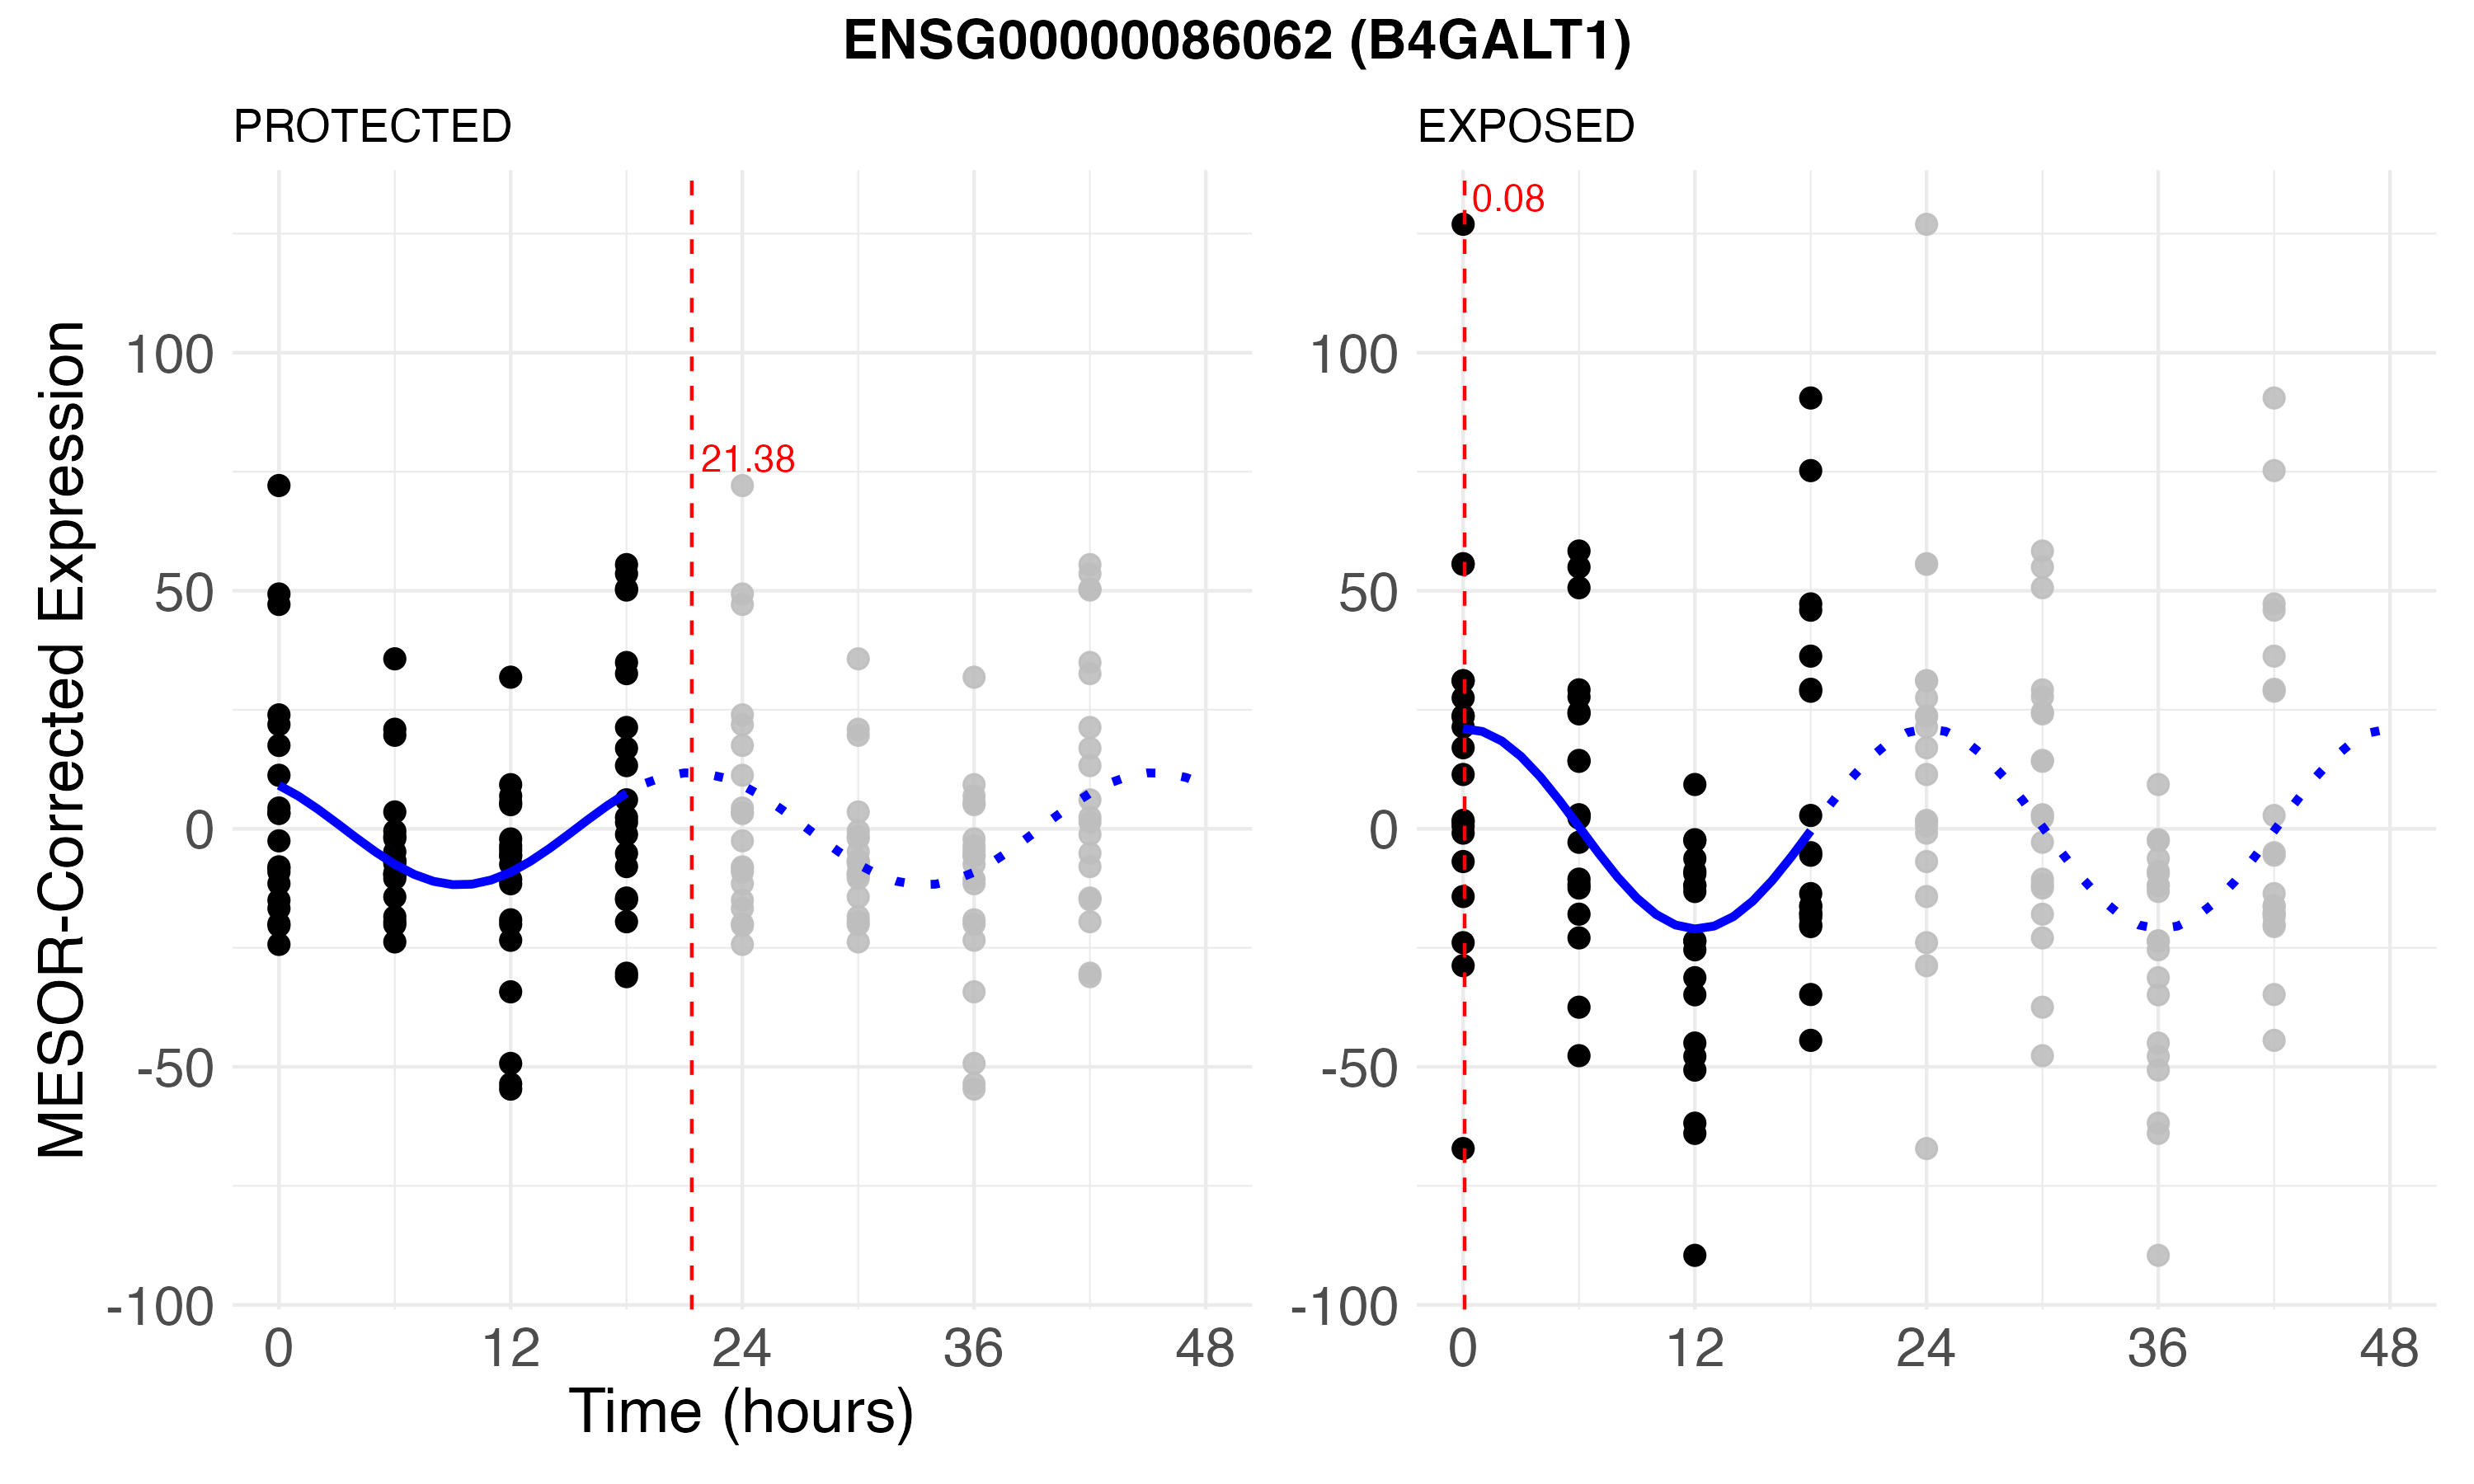 ENSG00000086062 (B4GALT1)
PROTECTED
EXPOSED
MESOR-Corrected Expression
100
50
0
-50
-100
21.38
0 12 24 36 48
Time (hours)
100
50
0
-50
-100
0.08
0 12 24 36 48